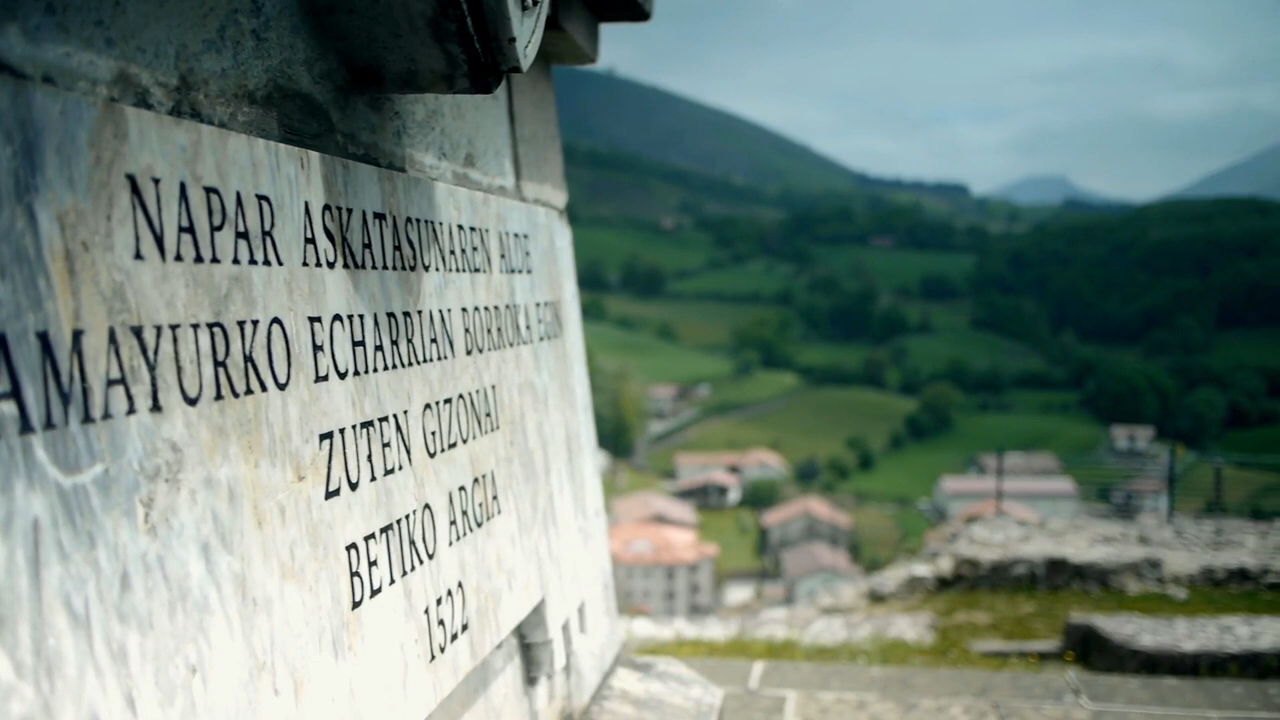 NAPAR ASKATASUNAREN ALDE
AMAYURKO ECHARRIAN BORROKA EGIN
ZUTEN GIZONAI
BETIKO ARGIA
1522